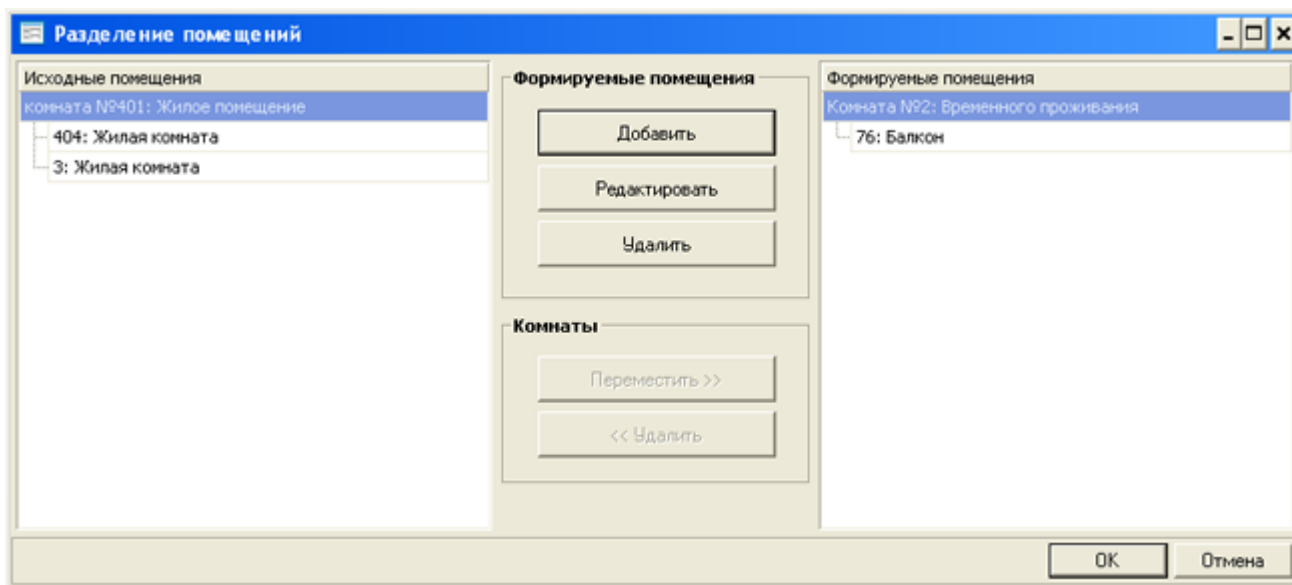 Разделение помещений
Исходные помещения
комната №401: Жилое помещение
404: Жилая комната
3: Жилая комната
Формируемые помещения
Добавить
Редактировать
Удалить
Комнаты
Переместить >>
<< Удалить
Формируемые помещения
Комната №2: Временного проживания
76: Балкон
OK
Отмена